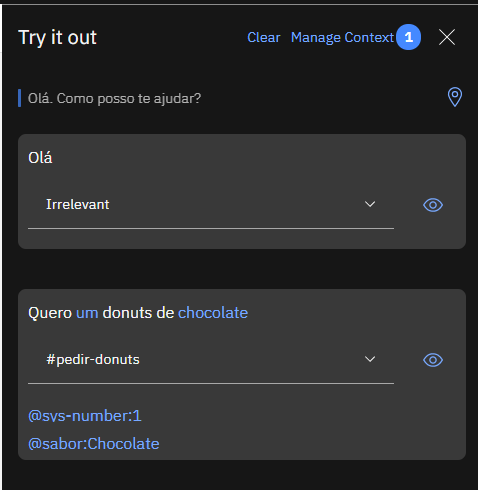 Try it out
Clear Manage Context 1
Olá. Como posso te ajudar?
Olá
Irrelevant
Quero um donuts de chocolate
#pedir-donuts
@sys-number:1
@sabor:Chocolate